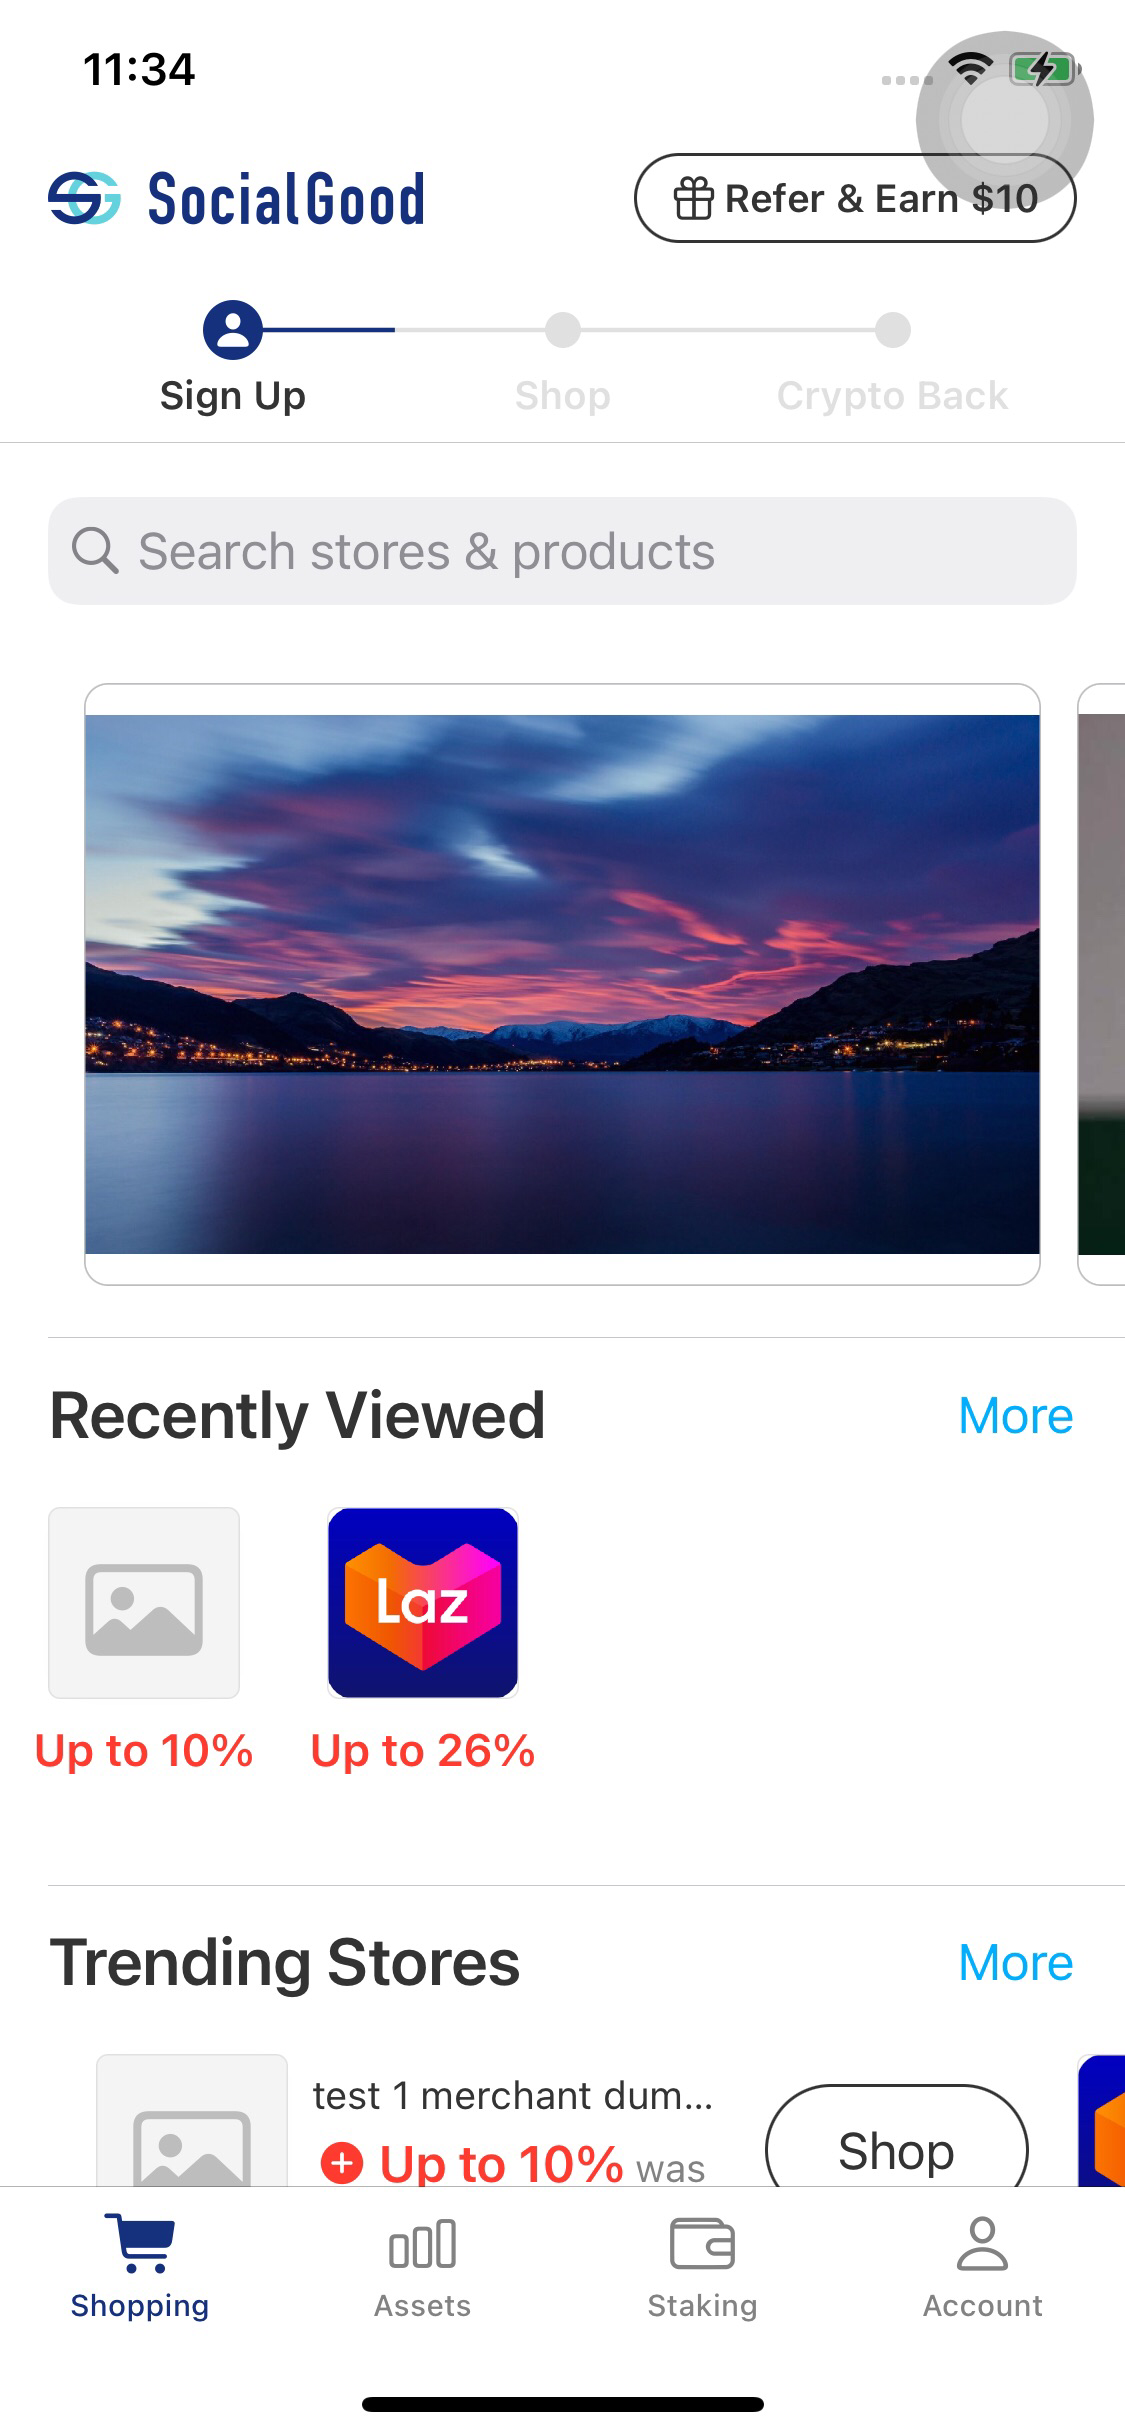 11:34
SocialGood
Refer & Earn $10
Sign Up
Shop
Crypto Back
Search stores & products
Recently Viewed
More
Laz
Up to 10%
Up to 26%
Trending Stores
More
test 1 merchant dum...
Up to 10% was
Shop
Shopping
Assets
Staking
Account